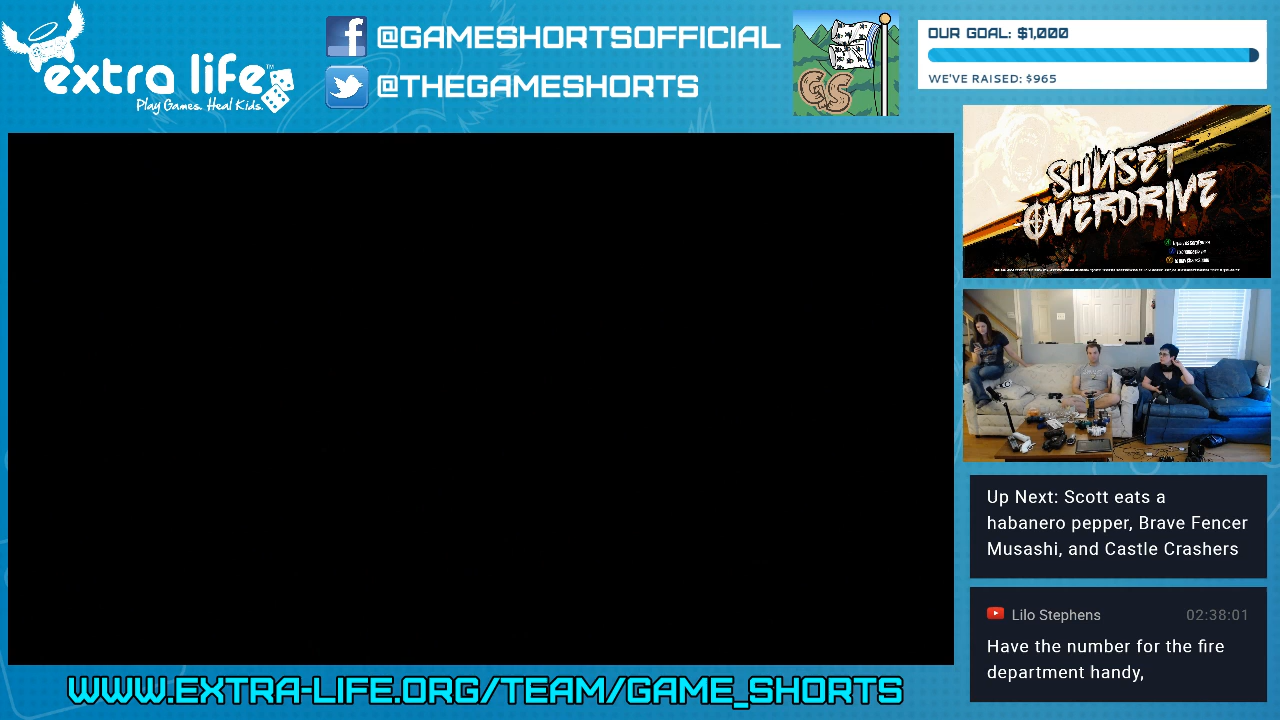 extra life™
Play Games. Heal Kids.
@GAMESHORTSOFFICIAL
@THEGAMESHORTS
GS
OUR GOAL: $1,000
WE'VE RAISED: $965
SUNSET
OVERDRIVE
Up Next: Scott eats a
habanero pepper, Brave Fencer
Musashi, and Castle Crashers
Lilo Stephens 02:38:01
Have the number for the fire
department handy,
WWW.EXTRA-LIFE.ORG/TEAM/GAME_SHORTS